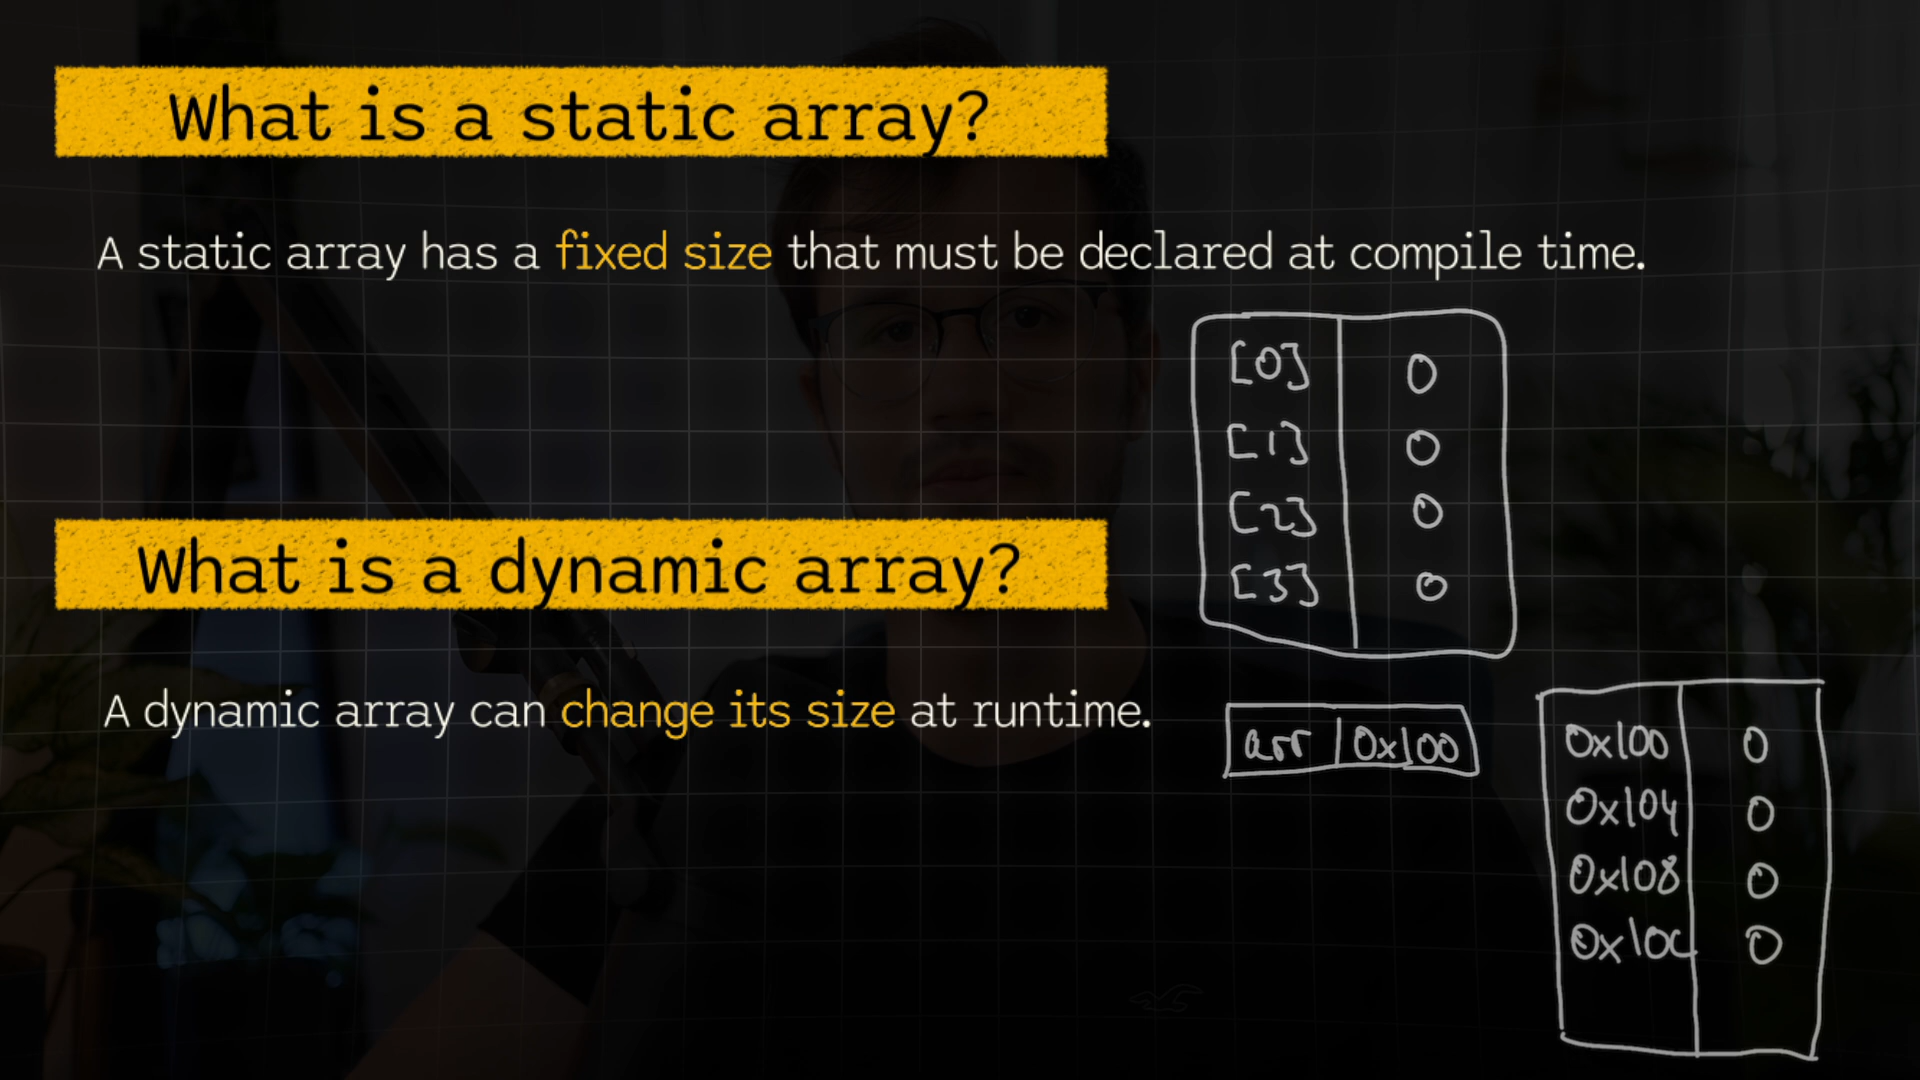 What is a static array?
A static array has a fixed size that must be declared at compile time.
[0] 0
[1] 0
[2] 0
[3] 0
What is a dynamic array?
A dynamic array can change its size at runtime.
arr 0x100
0x100 0
0x104 0
0x108 0
0x10C 0